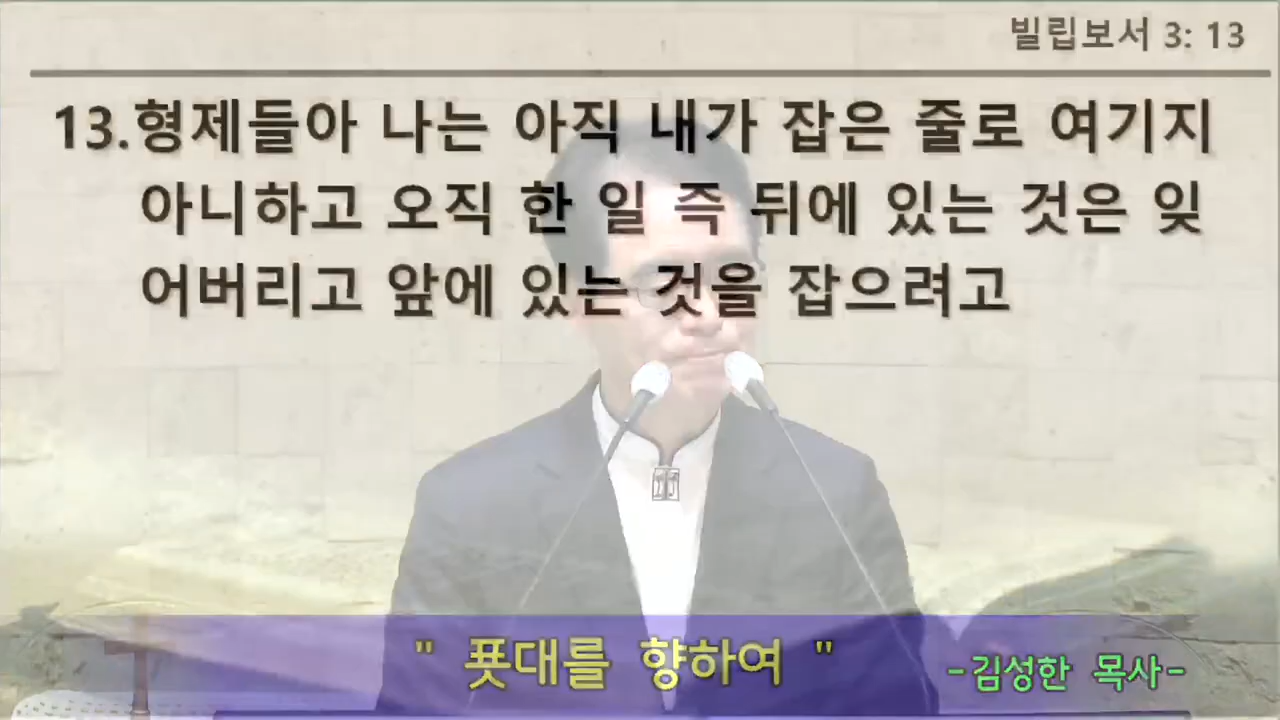 빌립보서 3: 13
13.형제들아 나는 아직 내가 잡은 줄로 여기지
아니하고 오직 한 일 즉 뒤에 있는 것은 잊
어버리고 앞에 있는 것을 잡으려고
" 푯대를 향하여 "
-김성한 목사-